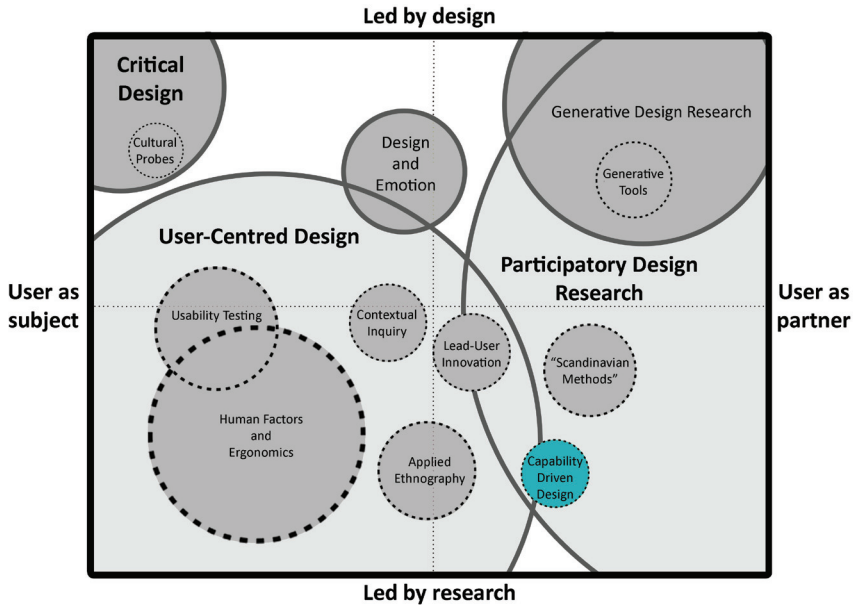 Led by design
Critical
Design
Cultural
Probes
Design
and
Emotion
Generative Design Research
Generative
Tools
User-Centred Design
Participatory Design
Research
User as
subject
User as
partner
Usability Testing
Contextual
Inquiry
Lead-User
Innovation
“Scandinavian
Methods”
Human Factors
and
Ergonomics
Applied
Ethnography
Capability
Driven
Design
Led by research